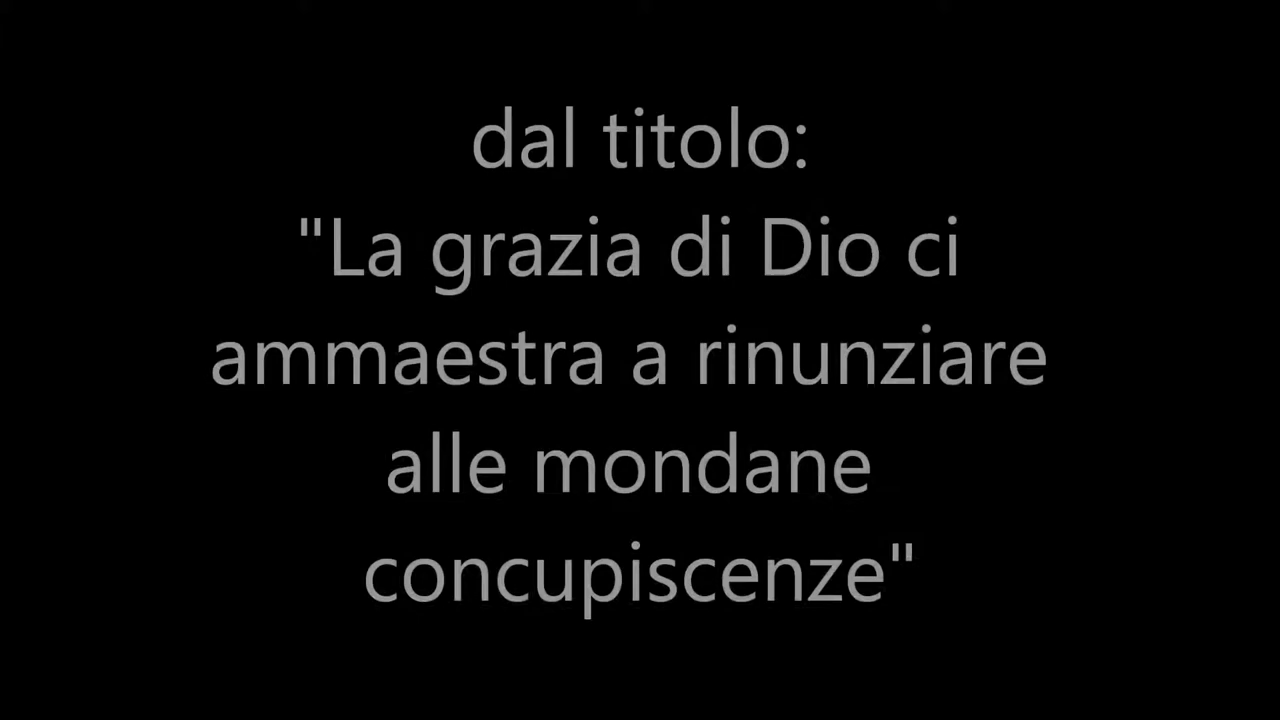 dal titolo:
"La grazia di Dio ci
ammaestra a rinunziare
alle mondane
concupiscenze"